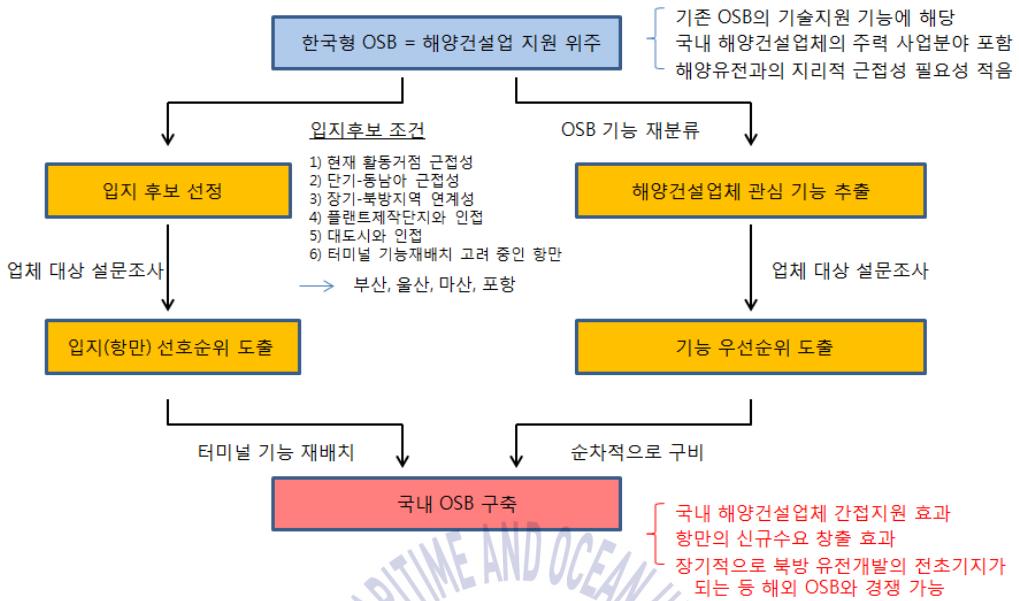 한국형 OSB = 해양건설업 지원 위주
기존 OSB의 기술지원 기능에 해당
국내 해양건설업체의 주력 사업분야 포함
해양유전과의 지리적 근접성 필요성 적음
입지후보 조건
1) 현재 활동거점 근접성
2) 단기-동남아 근접성
3) 장기-북방지역 연계성
4) 플랜트제작단지와 인접
5) 대도시와 인접
6) 터미널 기능재배치 고려 중인 항만
부산, 울산, 마산, 포항
OSB 기능 재분류
입지 후보 선정
해양건설업체 관심 기능 추출
업체 대상 설문조사
업체 대상 설문조사
입지(항만) 선호순위 도출
기능 우선순위 도출
터미널 기능 재배치
순차적으로 구비
국내 OSB 구축
국내 해양건설업체 간접지원 효과
항만의 신규수요 창출 효과
장기적으로 북방 유전개발의 전초기지가
되는 등 해외 OSB와 경쟁 가능
AND OCEAN